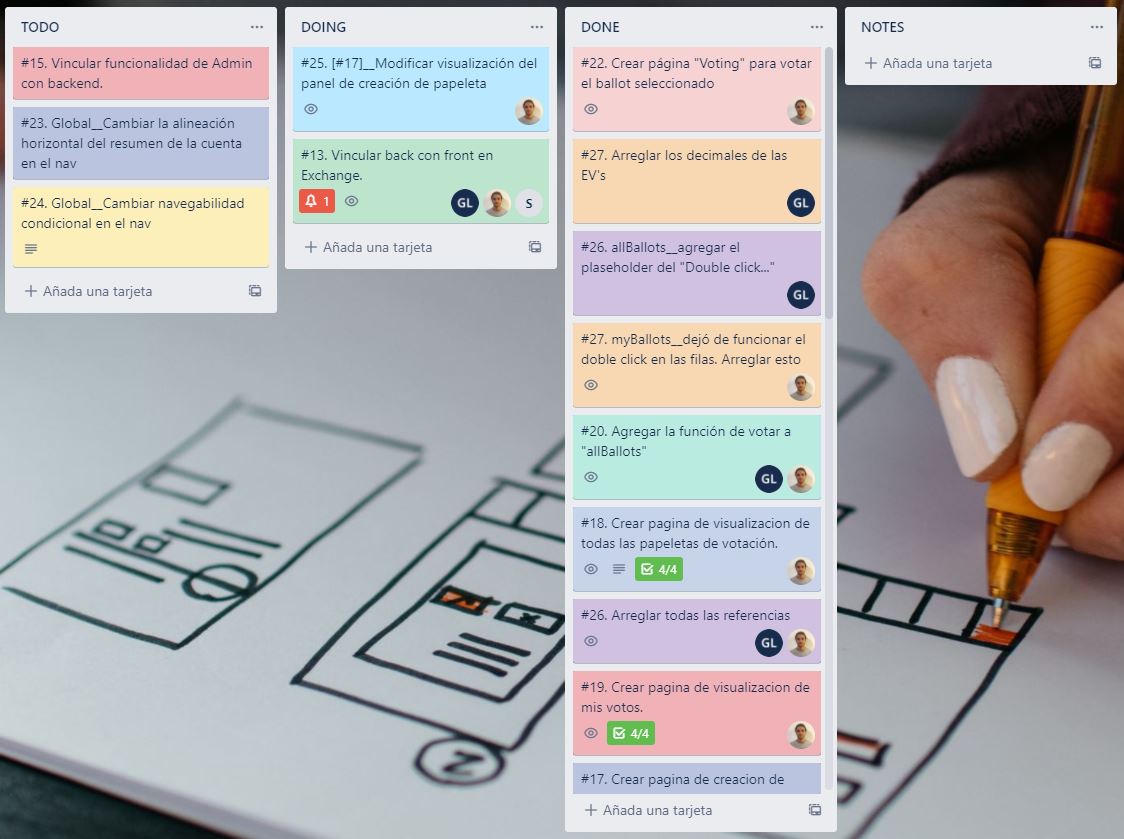 TODO
#15. Vincular funcionalidad de Admin
con backend.
#23. Global__Cambiar la alineación
horizontal del resumen de la cuenta
en el nav
#24. Global__Cambiar navegabilidad
condicional en el nav
Añada una tarjeta
DOING
#25. [#17]__Modificar visualización del
panel de creación de papeleta
#13. Vincular back con front en
Exchange.
1
GL
S
Añada una tarjeta
DONE
#22. Crear página "Voting" para votar
el ballot seleccionado
#27. Arreglar los decimales de las
EV's
GL
#26. allBallots__agregar el
plaseholder del "Double click..."
GL
#27. myBallots__dejó de funcionar el
doble click en las filas. Arreglar esto
#20. Agregar la función de votar a
"allBallots"
GL
#18. Crear pagina de visualizacion de
todas las papeletas de votación.
4/4
#26. Arreglar todas las referencias
GL
#19. Crear pagina de visualizacion de
mis votos.
4/4
#17. Crear pagina de creacion de
Añada una tarjeta
NOTES
Añada una tarjeta